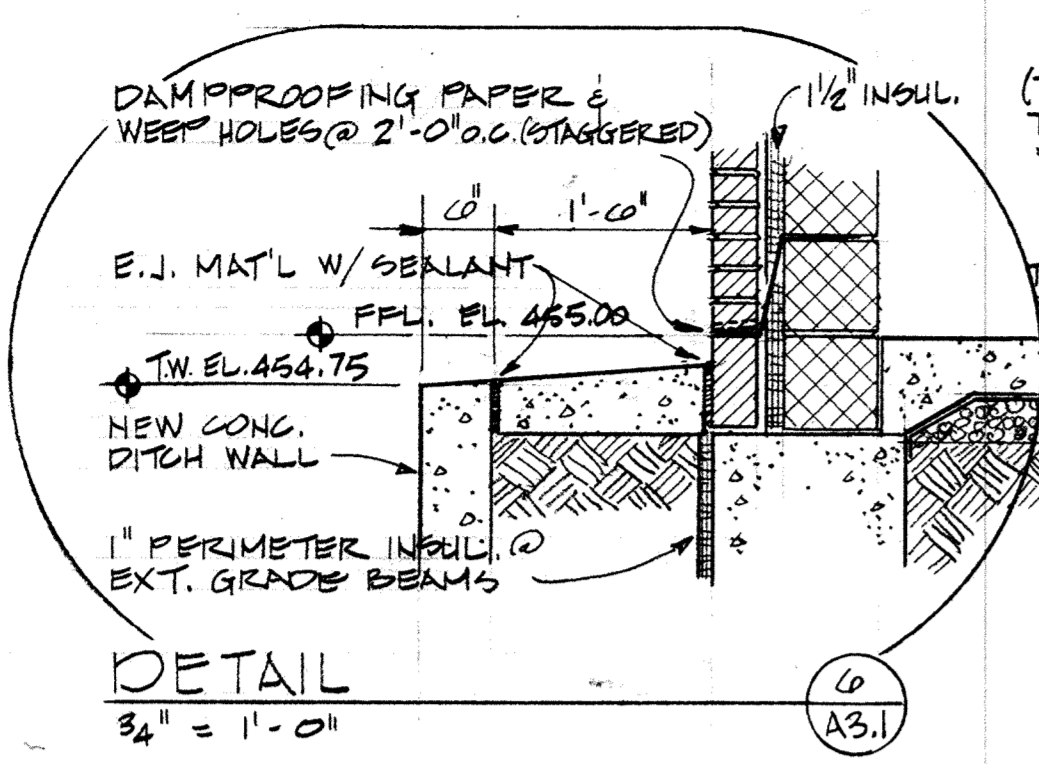 DAMPPROOFING PAPER &
WEEP HOLES @ 2'-0" O.C. (STAGGERED)
1 1/2" INSUL.
6"
1'-6"
E.J. MAT'L W/ SEALANT
FFL. EL. 455.00
T.W. EL. 454.75
NEW CONC.
DITCH WALL
1" PERIMETER INSUL. @
EXT. GRADE BEAMS
DETAIL
3/4" = 1'-0"
6
A3.1